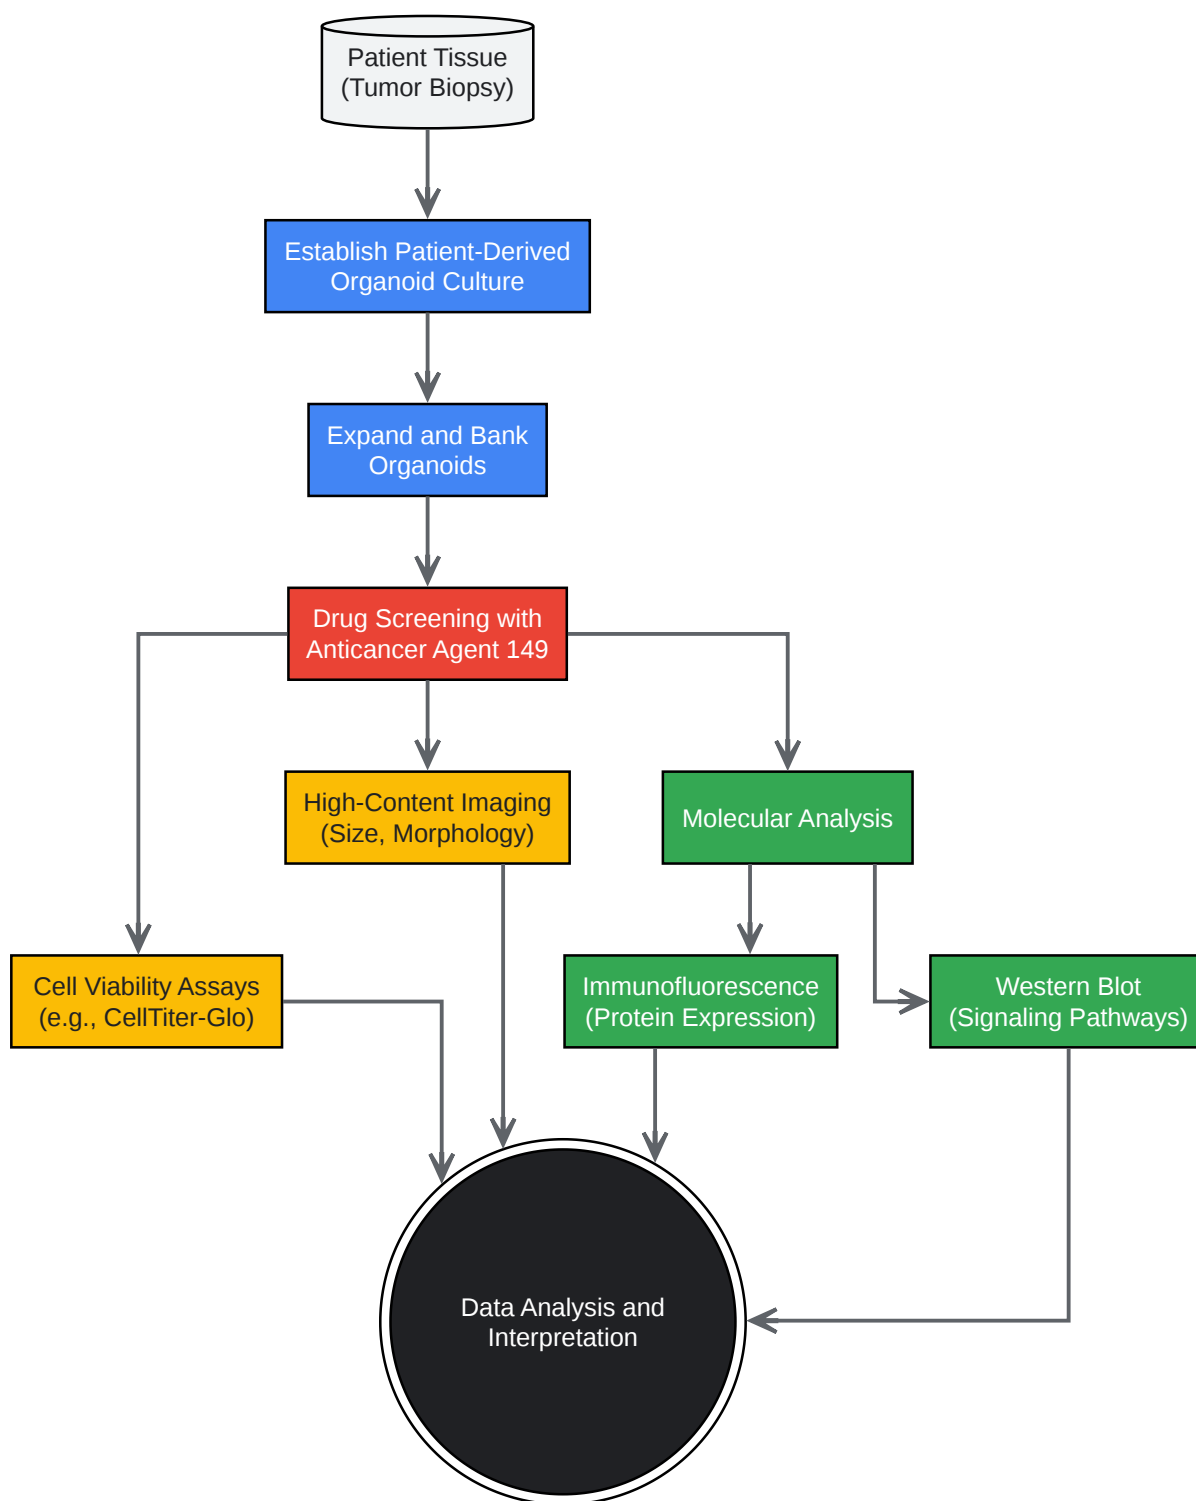 Patient Tissue
(Tumor Biopsy)
Establish Patient-Derived
Organoid Culture
Expand and Bank
Organoids
Drug Screening with
Anticancer Agent 149
High-Content Imaging
(Size, Morphology)
Molecular Analysis
Cell Viability Assays
(e.g., CellTiter-Glo)
Immunofluorescence
(Protein Expression)
Western Blot
(Signaling Pathways)
Data Analysis and
Interpretation